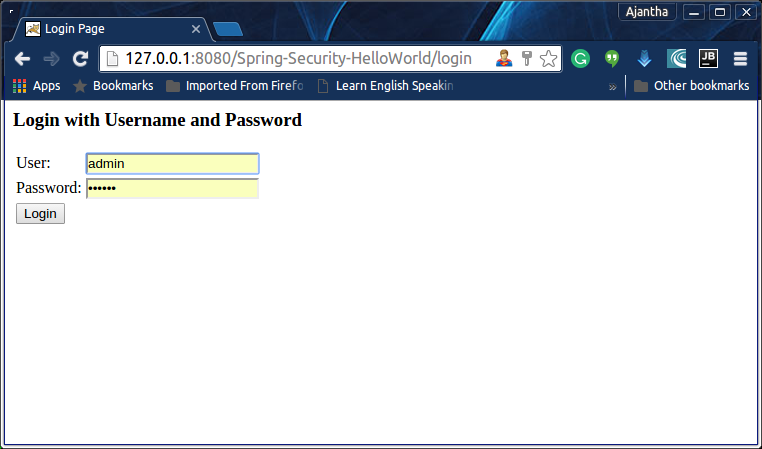 Ajantha
Login Page
127.0.0.1:8080/Spring-Security-HelloWorld/login
JB
Apps Bookmarks Imported From Firefo Learn English Speakin » Other bookmarks
Login with Username and Password
User: admin
Password: ••••••
Login